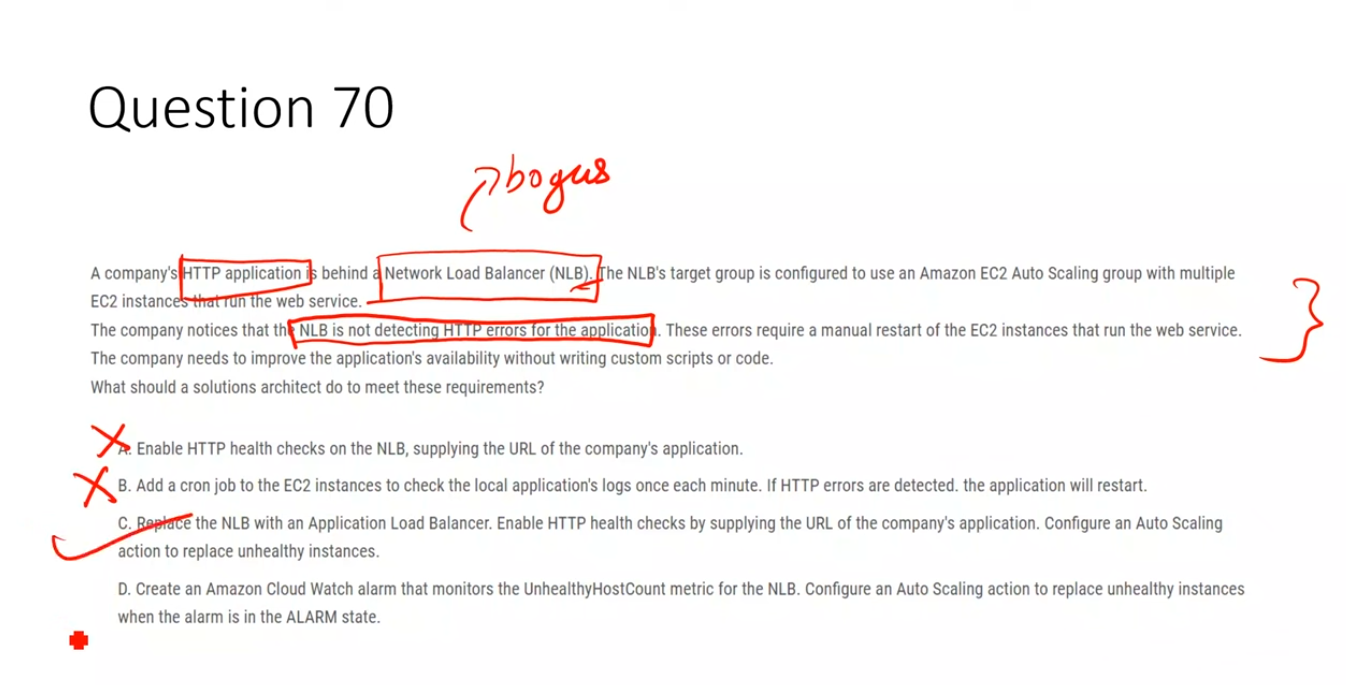 Question 70
bogus
A company's HTTP application is behind a Network Load Balancer (NLB). The NLB's target group is configured to use an Amazon EC2 Auto Scaling group with multiple
EC2 instances that run the web service.
The company notices that the NLB is not detecting HTTP errors for the application. These errors require a manual restart of the EC2 instances that run the web service.
The company needs to improve the application's availability without writing custom scripts or code.
What should a solutions architect do to meet these requirements?
A. Enable HTTP health checks on the NLB, supplying the URL of the company's application.
B. Add a cron job to the EC2 instances to check the local application's logs once each minute. If HTTP errors are detected. the application will restart.
C. Replace the NLB with an Application Load Balancer. Enable HTTP health checks by supplying the URL of the company's application. Configure an Auto Scaling
action to replace unhealthy instances.
D. Create an Amazon Cloud Watch alarm that monitors the UnhealthyHostCount metric for the NLB. Configure an Auto Scaling action to replace unhealthy instances
when the alarm is in the ALARM state.